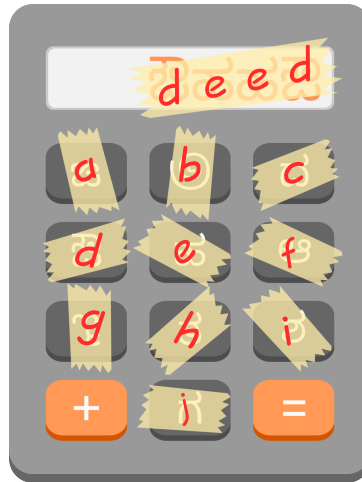 deed
a b c
d e f
g h i
+ j =